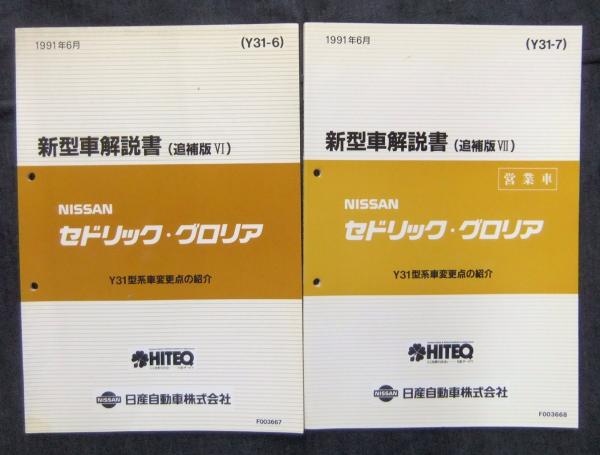 1991年6月
(Y31-6)
新型車解説書(追補版Ⅵ)
NISSAN
セドリック・グロリア
Y31型系車変更点の紹介
HITEQ
NISSAN 日産自動車株式会社
F003667
1991年6月
(Y31-7)
新型車解説書(追補版Ⅶ)
営業車
NISSAN
セドリック・グロリア
Y31型系車変更点の紹介
HITEQ
NISSAN 日産自動車株式会社
F003668